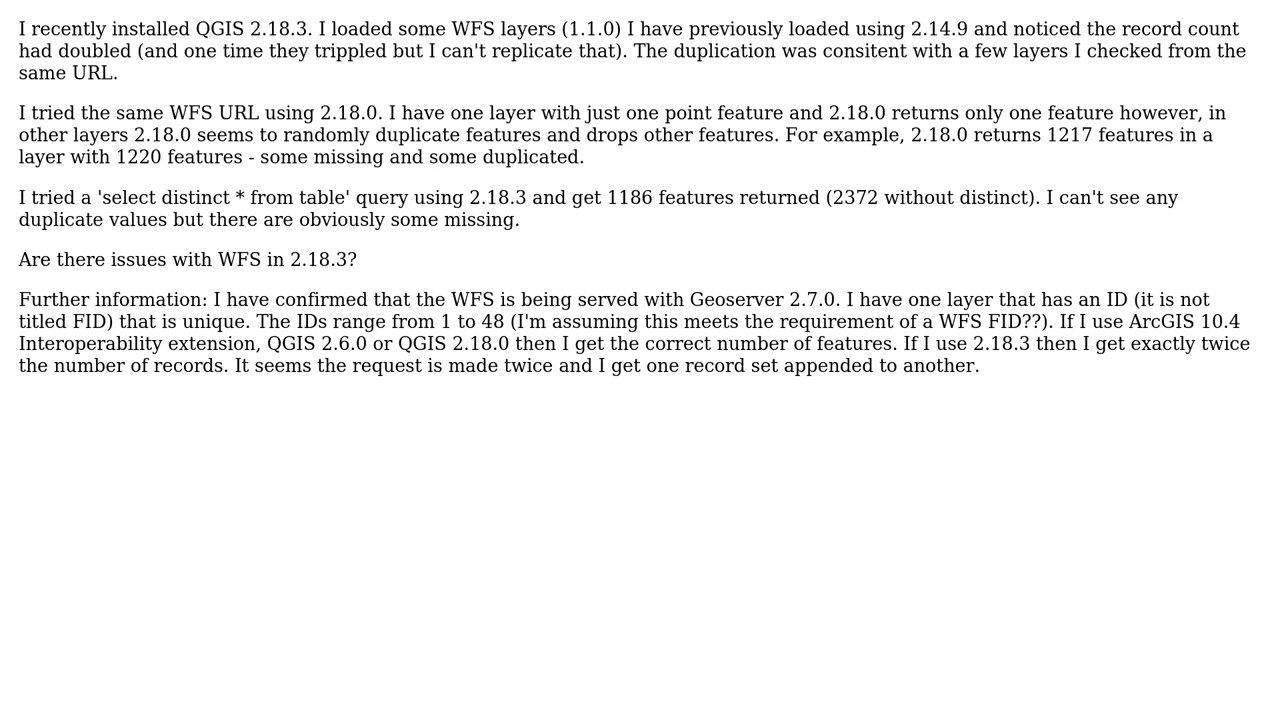 I recently installed QGIS 2.18.3. I loaded some WFS layers (1.1.0) I have previously loaded using 2.14.9 and noticed the record count
had doubled (and one time they trippled but I can't replicate that). The duplication was consitent with a few layers I checked from the
same URL.
I tried the same WFS URL using 2.18.0. I have one layer with just one point feature and 2.18.0 returns only one feature however, in
other layers 2.18.0 seems to randomly duplicate features and drops other features. For example, 2.18.0 returns 1217 features in a
layer with 1220 features - some missing and some duplicated.
I tried a 'select distinct * from table' query using 2.18.3 and get 1186 features returned (2372 without distinct). I can't see any
duplicate values but there are obviously some missing.
Are there issues with WFS in 2.18.3?
Further information: I have confirmed that the WFS is being served with Geoserver 2.7.0. I have one layer that has an ID (it is not
titled FID) that is unique. The IDs range from 1 to 48 (I'm assuming this meets the requirement of a WFS FID??). If I use ArcGIS 10.4
Interoperability extension, QGIS 2.6.0 or QGIS 2.18.0 then I get the correct number of features. If I use 2.18.3 then I get exactly twice
the number of records. It seems the request is made twice and I get one record set appended to another.